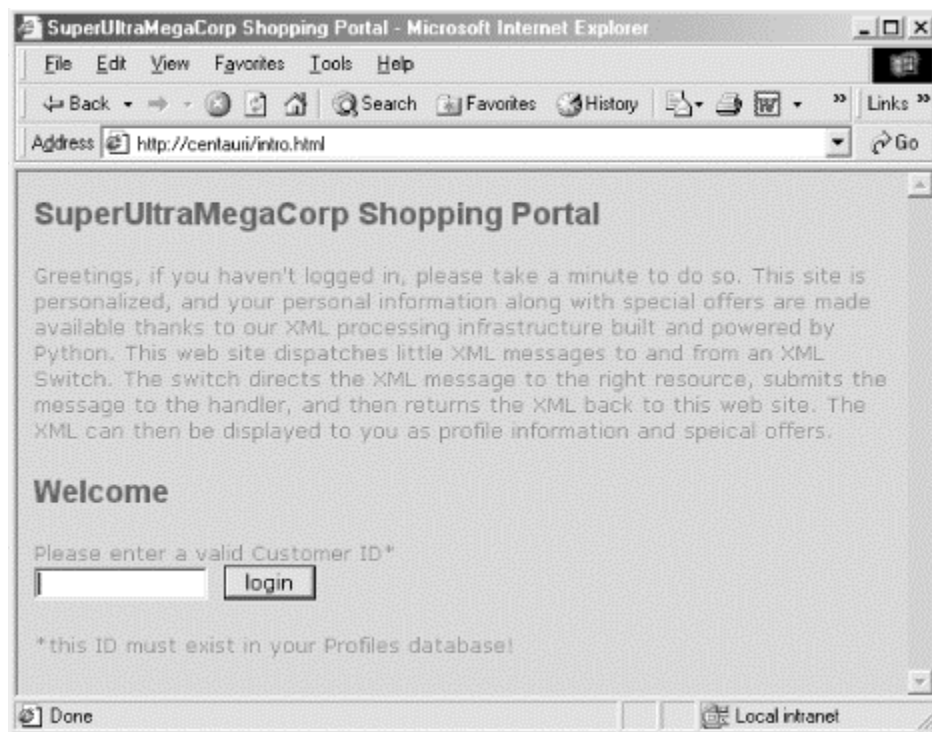 SuperUltraMegaCorp Shopping Portal - Microsoft Internet Explorer
File Edit View Favorites Tools Help
Back Search Favorites History » Links »
Address http://centauri/intro.html Go
SuperUltraMegaCorp Shopping Portal
Greetings, if you haven't logged in, please take a minute to do so. This site is
personalized, and your personal information along with special offers are made
available thanks to our XML processing infrastructure built and powered by
Python. This web site dispatches little XML messages to and from an XML
Switch. The switch directs the XML message to the right resource, submits the
message to the handler, and then returns the XML back to this web site. The
XML can then be displayed to you as profile information and speical offers.
Welcome
Please enter a valid Customer ID*
login
*this ID must exist in your Profiles database!
Done Local intranet